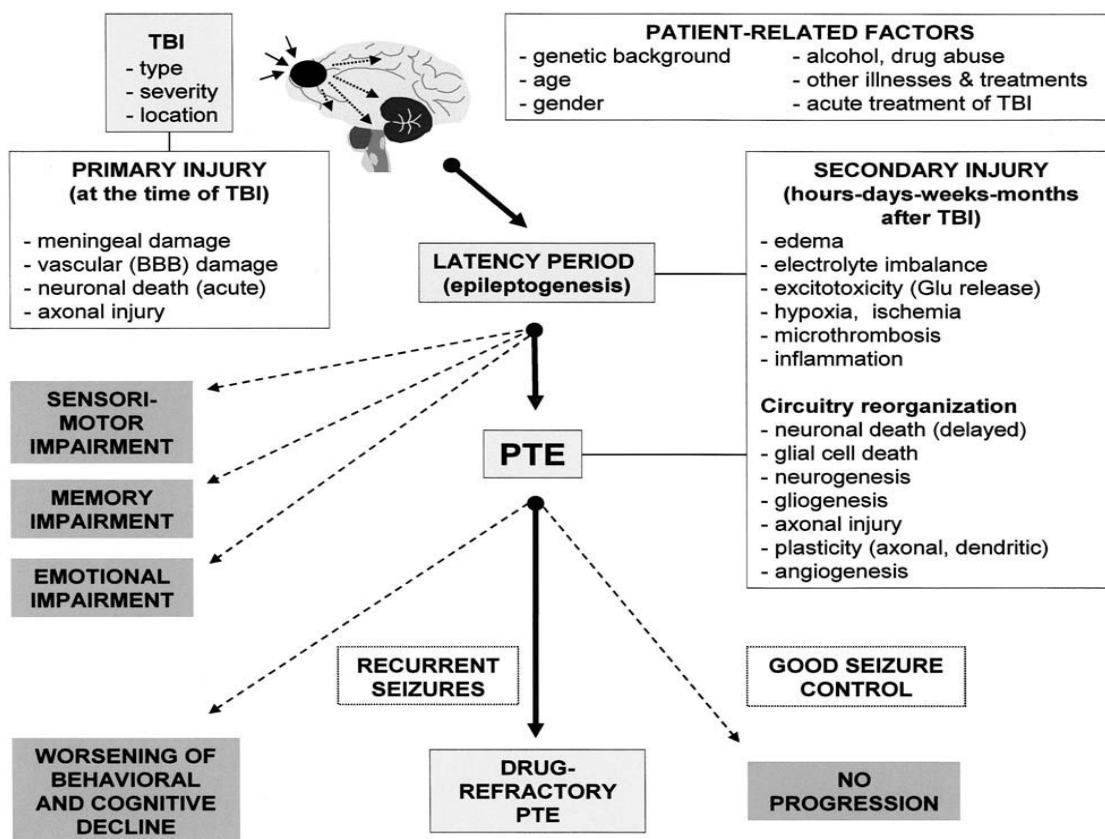 TBI
- type
- severity
- location
PATIENT-RELATED FACTORS
- genetic background
- age
- gender
- alcohol, drug abuse
- other illnesses & treatments
- acute treatment of TBI
PRIMARY INJURY
(at the time of TBI)
- meningeal damage
- vascular (BBB) damage
- neuronal death (acute)
- axonal injury
LATENCY PERIOD
(epileptogenesis)
SECONDARY INJURY
(hours-days-weeks-months
after TBI)
- edema
- electrolyte imbalance
- excitotoxicity (Glu release)
- hypoxia, ischemia
- microthrombosis
- inflammation
Circuitry reorganization
- neuronal death (delayed)
- glial cell death
- neurogenesis
- gliogenesis
- axonal injury
- plasticity (axonal, dendritic)
- angiogenesis
SENSORI-
MOTOR
IMPAIRMENT
MEMORY
IMPAIRMENT
EMOTIONAL
IMPAIRMENT
PTE
RECURRENT
SEIZURES
GOOD SEIZURE
CONTROL
WORSENING OF
BEHAVIORAL
AND COGNITIVE
DECLINE
DRUG-
REFRACTORY
PTE
NO
PROGRESSION